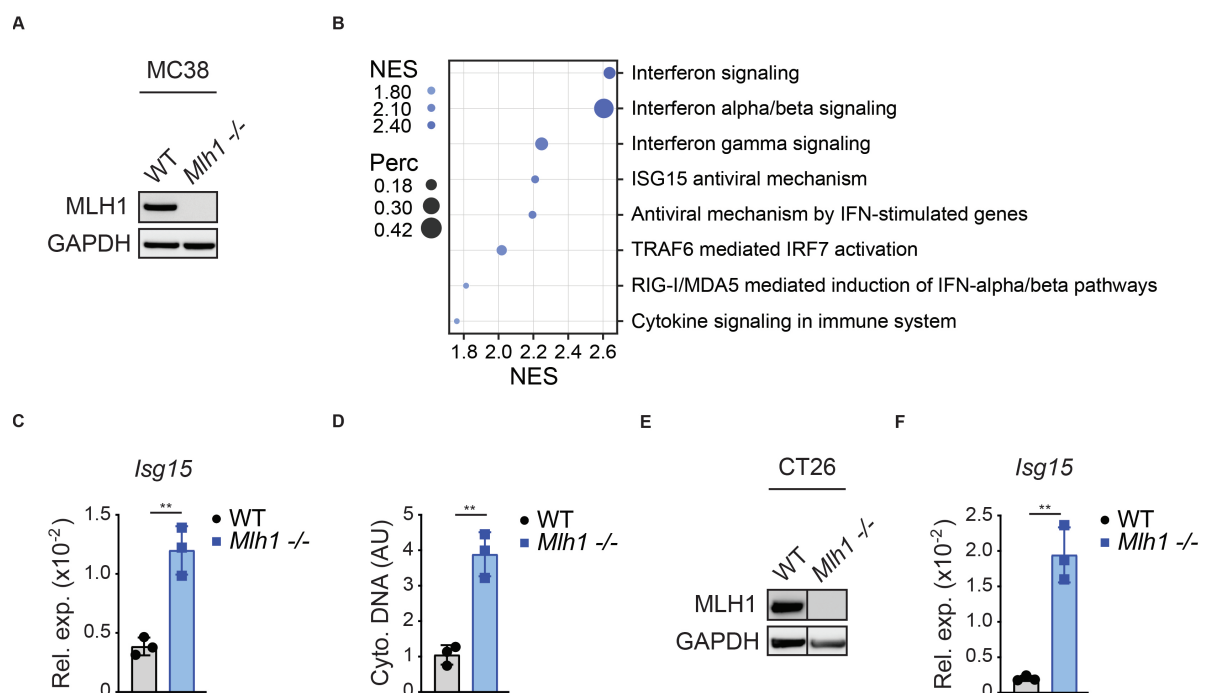 A
MC38
WT
Mlh1 -/-
MLH1
GAPDH
B
NES
1.80
2.10
2.40
Perc
0.18
0.30
0.42
Interferon signaling
Interferon alpha/beta signaling
Interferon gamma signaling
ISG15 antiviral mechanism
Antiviral mechanism by IFN-stimulated genes
TRAF6 mediated IRF7 activation
RIG-I/MDA5 mediated induction of IFN-alpha/beta pathways
Cytokine signaling in immune system
1.8 2.0 2.2 2.4 2.6
NES
C
Isg15
Rel. exp. (x10-2)
1.5
1.0
0.5
0
**
WT
Mlh1 -/-
D
Cyto. DNA (AU)
5
4
3
2
1
0
**
WT
Mlh1 -/-
E
CT26
WT
Mlh1 -/-
MLH1
GAPDH
F
Isg15
Rel. exp. (x10-2)
2.5
2.0
1.5
1.0
0.5
0
**
WT
Mlh1 -/-